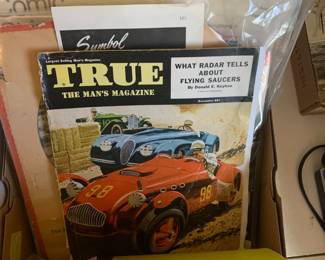 Symbol
Largest Selling Man's Magazine
TRUE
THE MAN'S MAGAZINE
WHAT RADAR TELLS
ABOUT
FLYING SAUCERS
By Donald E. Keyhoe
98
98